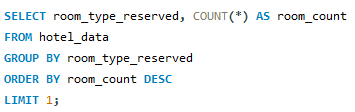 SELECT room_type_reserved, COUNT(*) AS room_count
FROM hotel_data
GROUP BY room_type_reserved
ORDER BY room_count DESC
LIMIT 1;